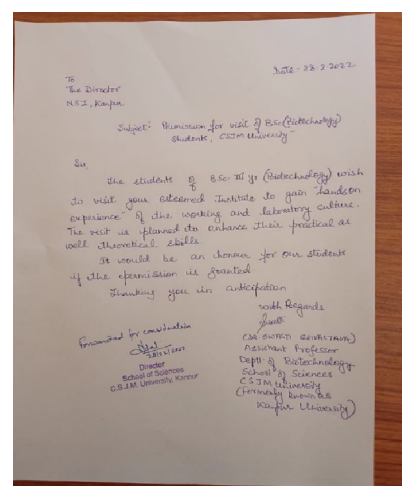 Date - 28-2-2022
To
The Director
N.S.I, Kanpur
Subject: Permission for visit of B.Sc (Biotechnology)
Students, CSJM University"
Sir,
The students of B.Sc- III yr (Biotechnology) wish
to visit your esteemed Institute to gain "handson
experience" of the working and laboratory culture.
The visit is planned to enhance their practical as
well theoretical skills.
It would be an honour for our students
if the permission is granted
Thanking you in anticipation
with Regards
(DR. SWASTI SRIVASTAVA)
Assistant Professor
Deptt of Biotechnology
School of Sciences
CSJM University
(Formerly known as
Kanpur University)
Forwarded for consideration
Director
School of Sciences
C.S.J.M. University, Kanpur